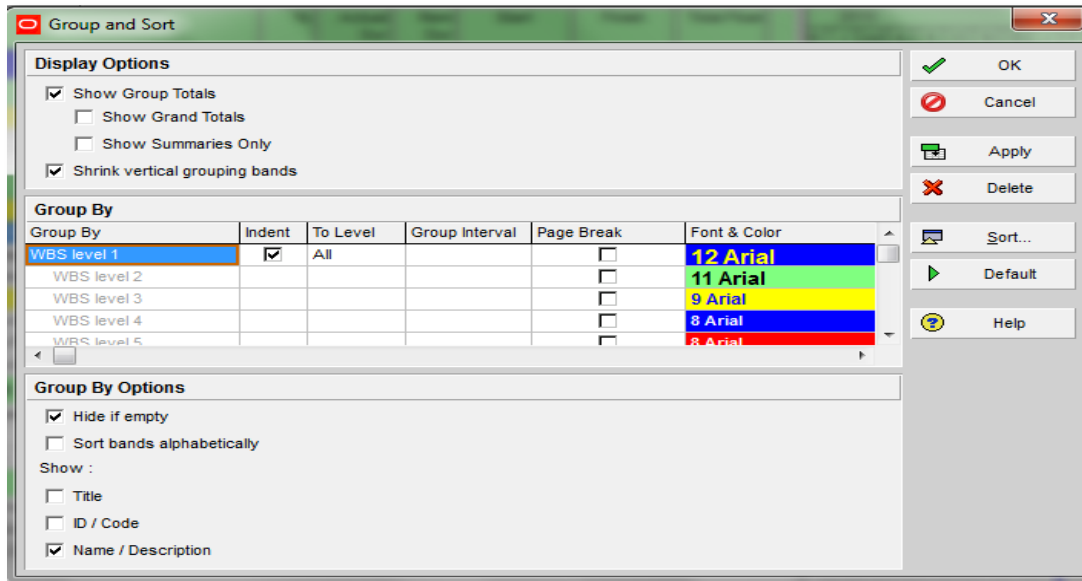 Group and Sort
Display Options
Show Group Totals
Show Grand Totals
Show Summaries Only
Shrink vertical grouping bands
Group By
Group By Indent To Level Group Interval Page Break Font & Color
WBS level 1 All 12 Arial
WBS level 2 11 Arial
WBS level 3 9 Arial
WBS level 4 8 Arial
WBS level 5 8 Arial
Group By Options
Hide if empty
Sort bands alphabetically
Show :
Title
ID / Code
Name / Description
OK
Cancel
Apply
Delete
Sort...
Default
Help